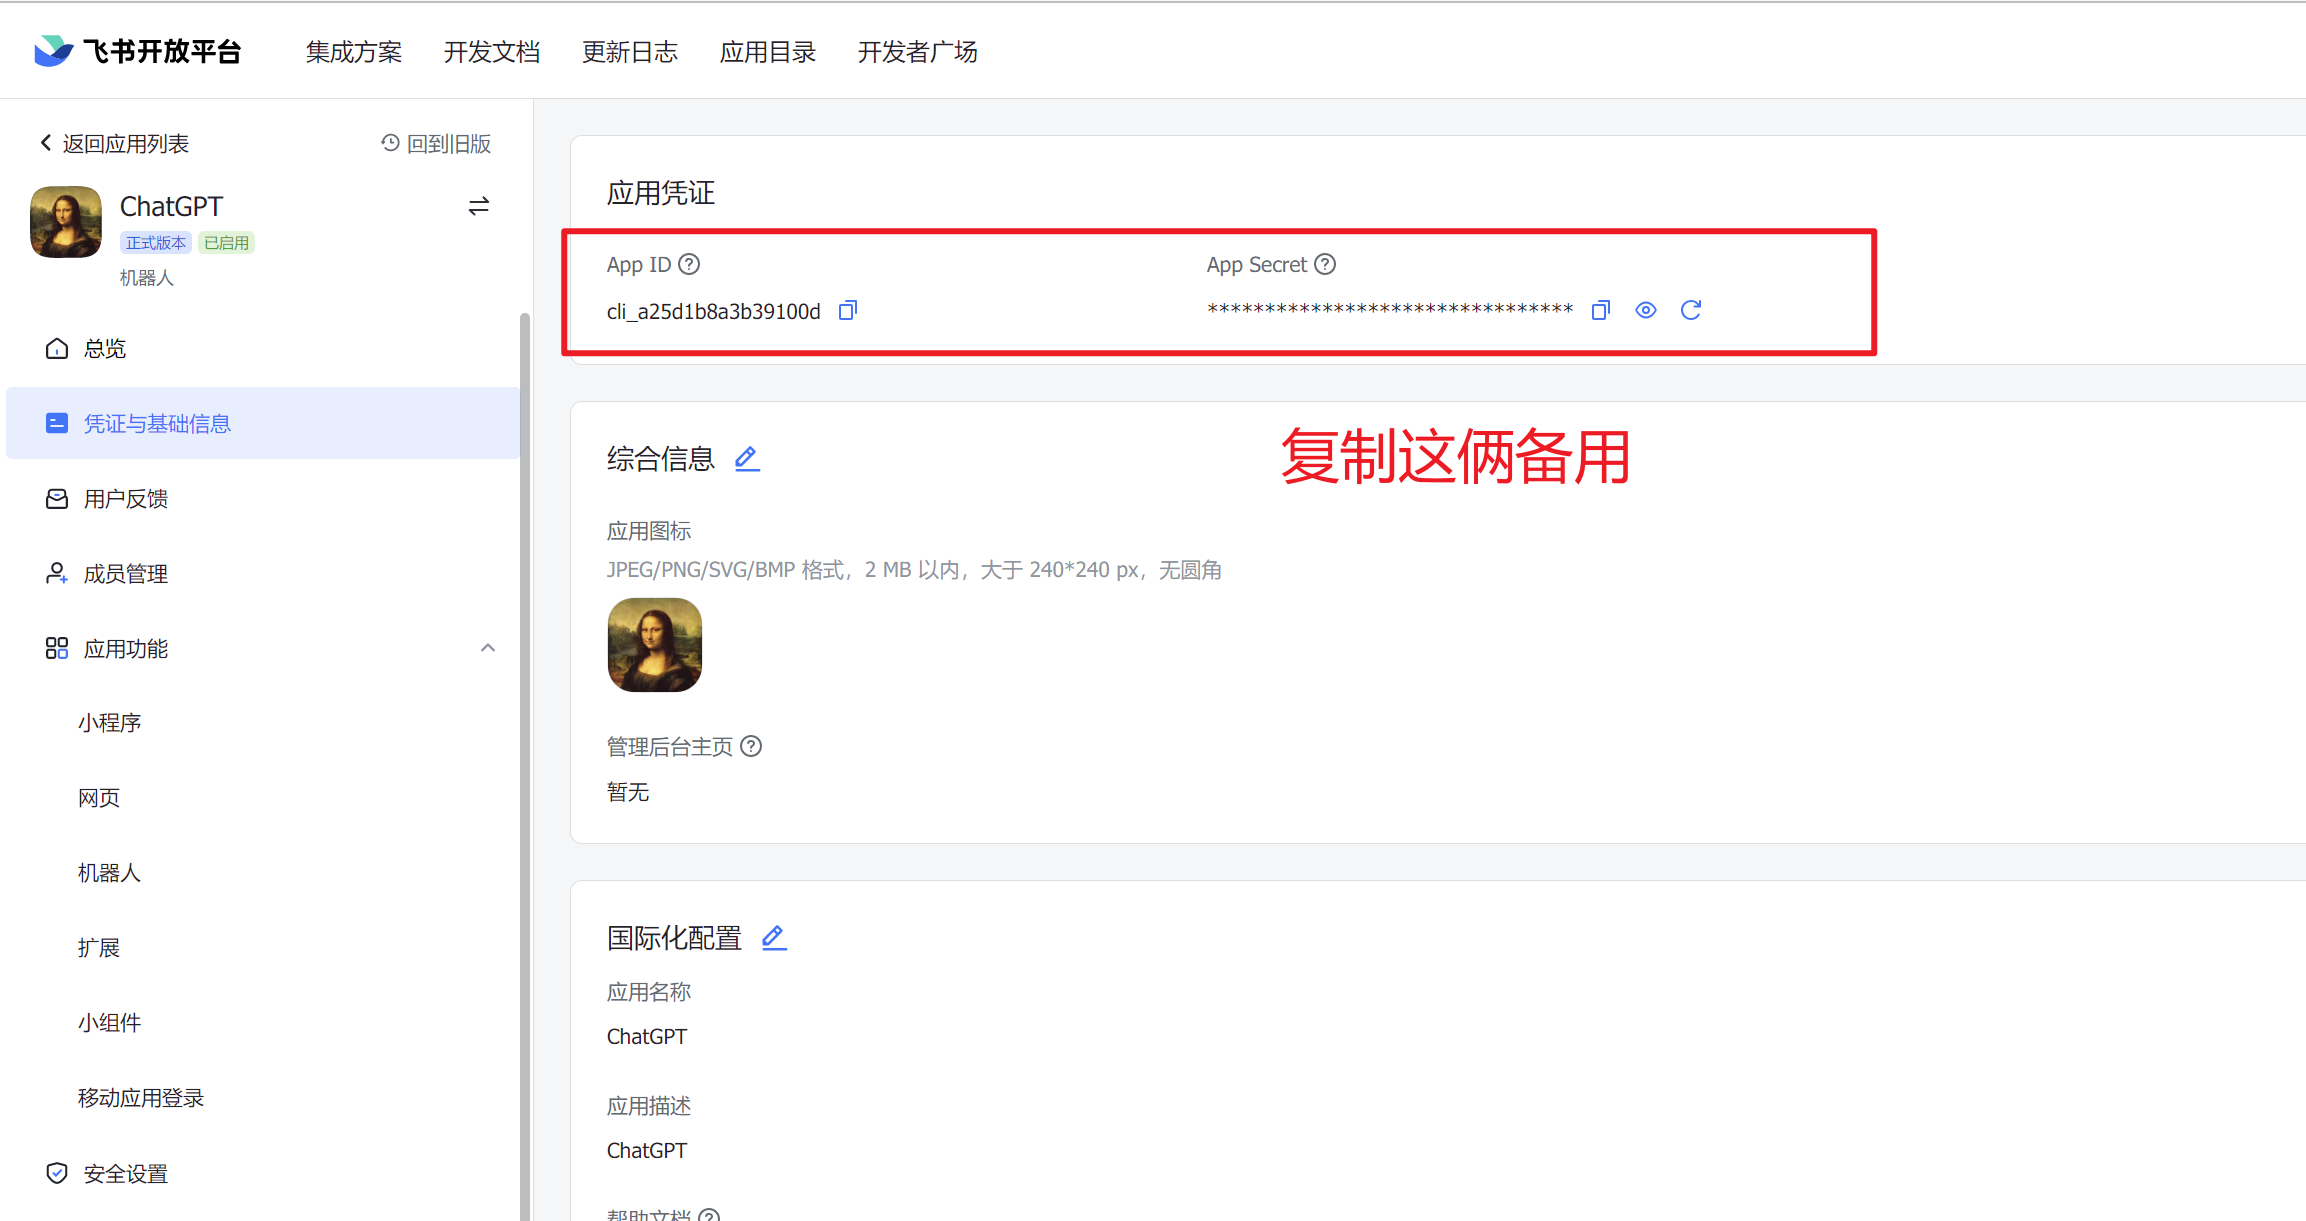 飞书开放平台
集成方案
开发文档
更新日志
应用目录
开发者广场
返回应用列表
回到旧版
ChatGPT
正式版本
已启用
机器人
总览
凭证与基础信息
用户反馈
成员管理
应用功能
小程序
网页
机器人
扩展
小组件
移动应用登录
安全设置
应用凭证
App ID
cli_a25d1b8a3b39100d
App Secret
********************************
综合信息
复制这俩备用
应用图标
JPEG/PNG/SVG/BMP 格式，2 MB 以内，大于 240*240 px，无圆角
管理后台主页
暂无
国际化配置
应用名称
ChatGPT
应用描述
ChatGPT
帮助文档